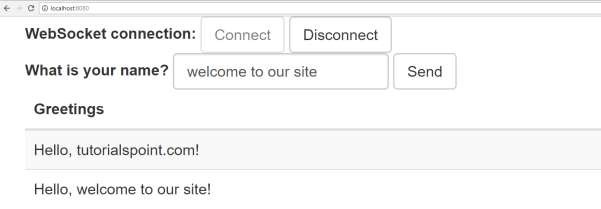 localhost:8080
WebSocket connection: Connect Disconnect
What is your name? welcome to our site Send
Greetings
Hello, tutorialspoint.com!
Hello, welcome to our site!